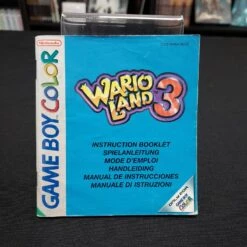 Nintendo
GAME BOY COLOR
WARIO
LAND 3
INSTRUCTION BOOKLET
SPIELANLEITUNG
MODE D'EMPLOI
HANDLEIDING
MANUAL DE INSTRUCCIONES
MANUALE DI ISTRUZIONI